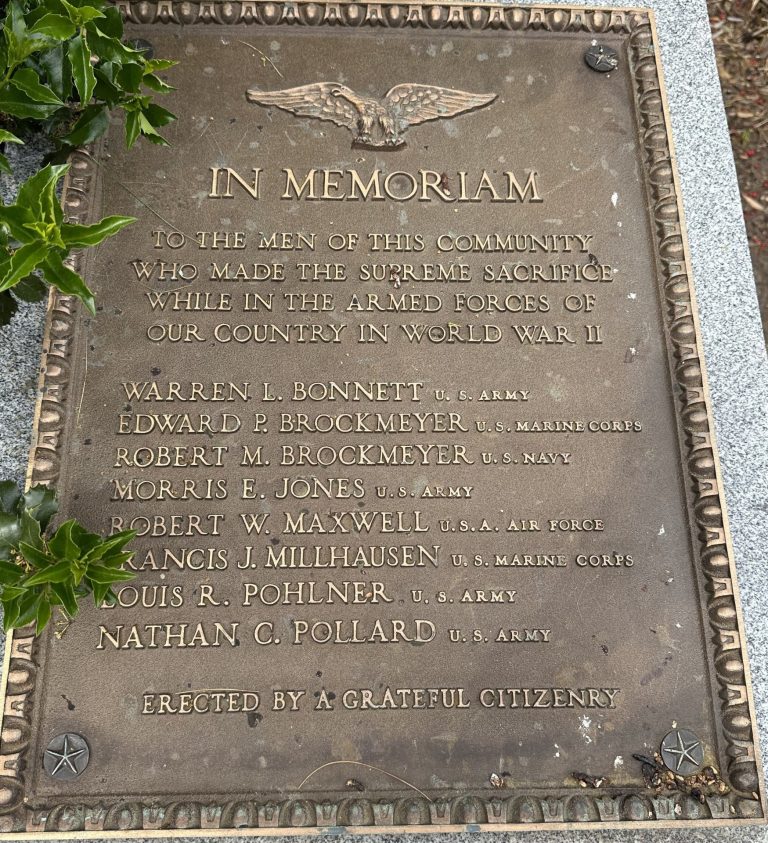 IN MEMORIAM
TO THE MEN OF THIS COMMUNITY
WHO MADE THE SUPREME SACRIFICE
WHILE IN THE ARMED FORCES OF
OUR COUNTRY IN WORLD WAR II
WARREN L. BONNETT U. S. ARMY
EDWARD P. BROCKMEYER U. S. MARINE CORPS
ROBERT M. BROCKMEYER U. S. NAVY
MORRIS E. JONES U. S. ARMY
ROBERT W. MAXWELL U. S. A. AIR FORCE
FRANCIS J. MILLHAUSEN U. S. MARINE CORPS
LOUIS R. POHLNER U. S. ARMY
NATHAN C. POLLARD U. S. ARMY
ERECTED BY A GRATEFUL CITIZENRY